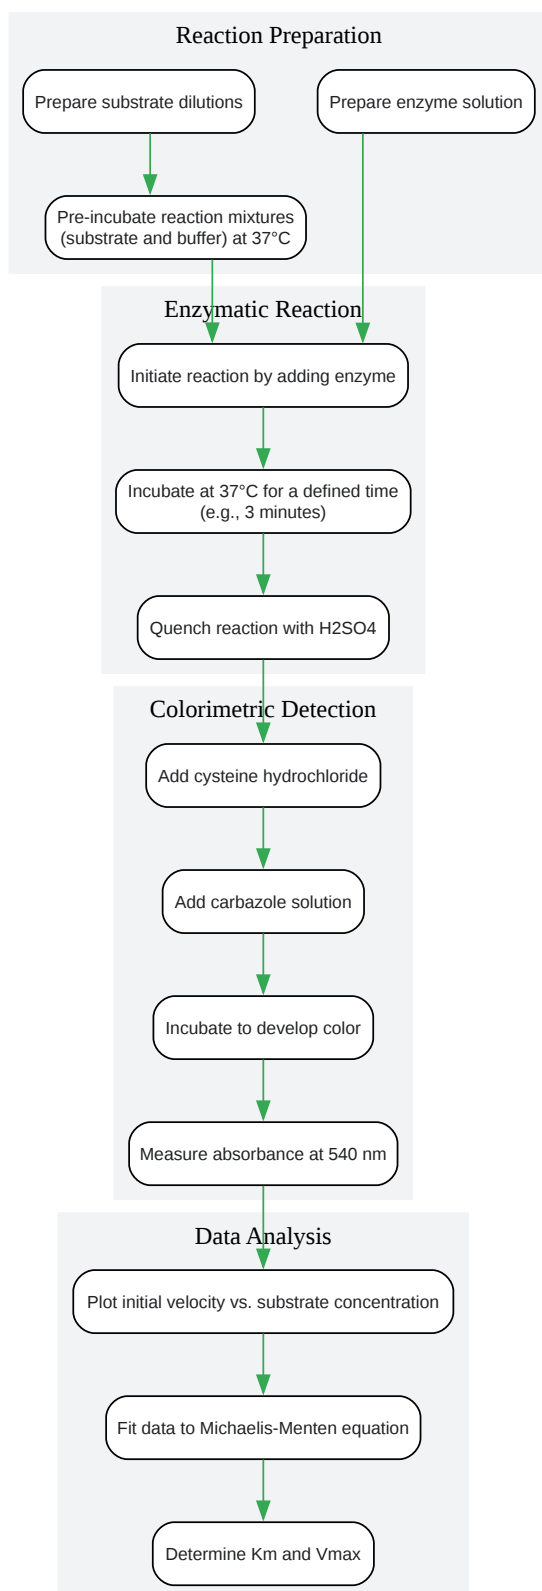 Reaction Preparation
Prepare substrate dilutions
Prepare enzyme solution
Pre-incubate reaction mixtures
(substrate and buffer) at 37°C
Enzymatic Reaction
Initiate reaction by adding enzyme
Incubate at 37°C for a defined time
(e.g., 3 minutes)
Quench reaction with H2SO4
Colorimetric Detection
Add cysteine hydrochloride
Add carbazole solution
Incubate to develop color
Measure absorbance at 540 nm
Data Analysis
Plot initial velocity vs. substrate concentration
Fit data to Michaelis-Menten equation
Determine Km and Vmax